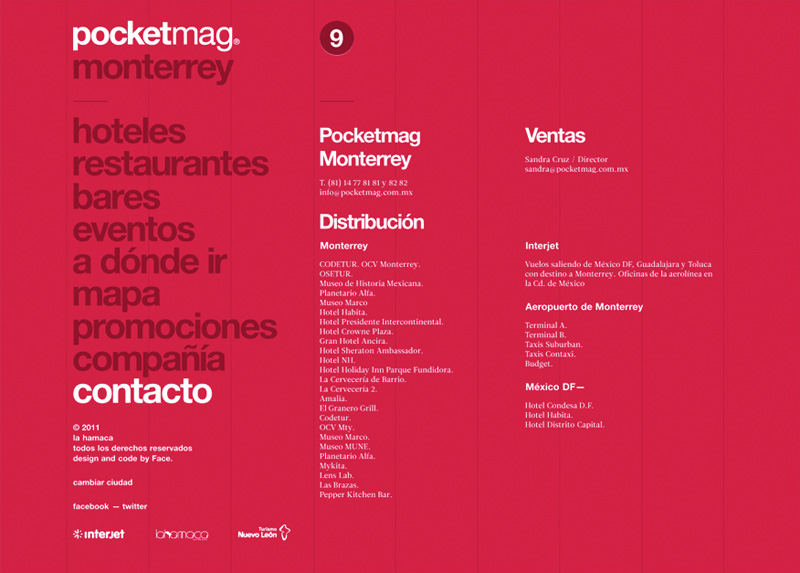 pocketmag®
monterrey
hoteles
restaurantes
bares
eventos
a dónde ir
mapa
promociones
compañía
contacto
© 2011
la hamaca
todos los derechos reservados
design and code by Face.
cambiar ciudad
facebook — twitter
interjet
lahamaca
Turismo
Nuevo León
9
Pocketmag
Monterrey
T. (81) 14 77 81 81 y 82 82
info@pocketmag.com.mx
Distribución
Monterrey
CODETUR. OCV Monterrey.
OSETUR.
Museo de Historia Mexicana.
Planetario Alfa.
Museo Marco
Hotel Habita.
Hotel Presidente Intercontinental.
Hotel Crowne Plaza.
Gran Hotel Ancira.
Hotel Sheraton Ambassador.
Hotel NH.
Hotel Holiday Inn Parque Fundidora.
La Cervecería de Barrio.
La Cervecería 2.
Amalia.
El Granero Grill.
Codetur.
OCV Mty.
Museo Marco.
Museo MUNE.
Planetario Alfa.
Mykita.
Lens Lab.
Las Brazas.
Pepper Kitchen Bar.
Ventas
Sandra Cruz / Director
sandra@pocketmag.com.mx
Interjet
Vuelos saliendo de México DF, Guadalajara y Toluca
con destino a Monterrey. Oficinas de la aerolínea en
la Cd. de México
Aeropuerto de Monterrey
Terminal A.
Terminal B.
Taxis Suburban.
Taxis Contaxi.
Budget.
México DF—
Hotel Condesa D.F.
Hotel Habita.
Hotel Distrito Capital.